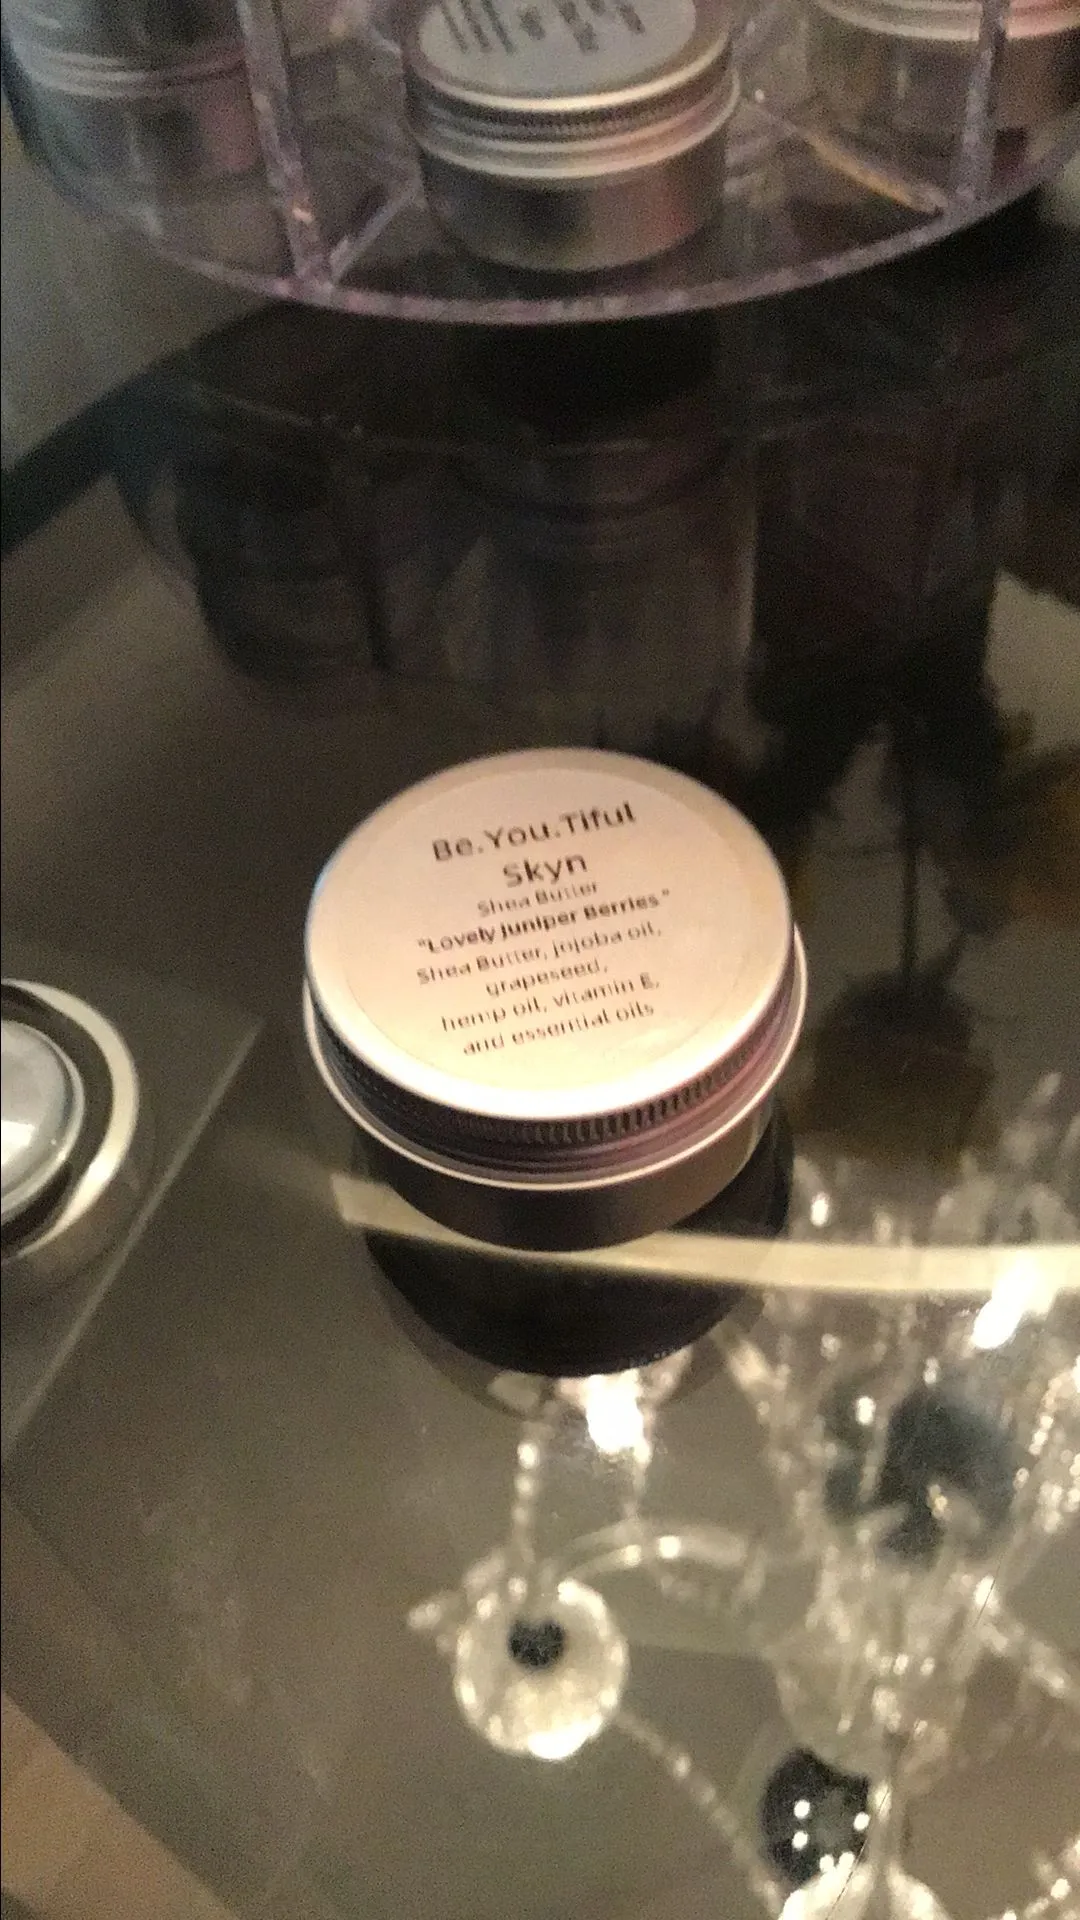 Be.You.Tiful
Skyn
Shea Butter
"Lovely Juniper Berries"
Shea Butter, jojoba oil,
grapeseed,
hemp oil, vitamin E,
and essential oils